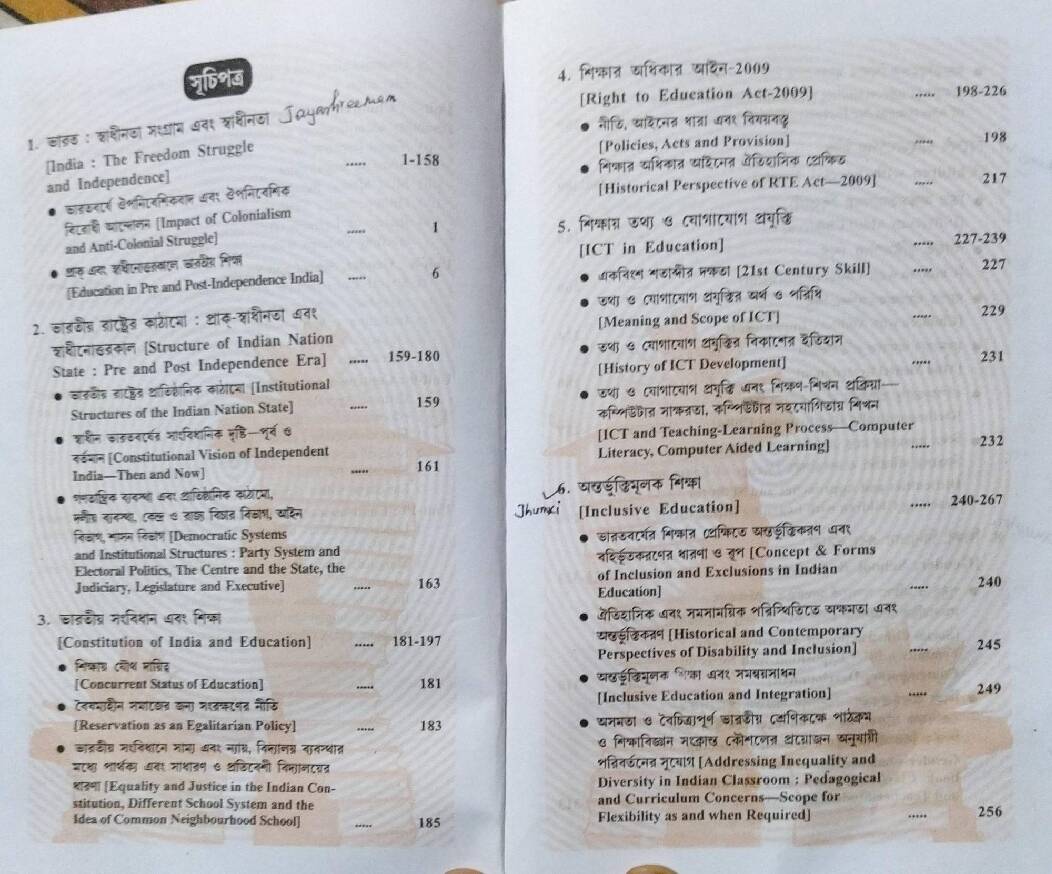 সূচিপত্র
1. ভারত : স্বাধীনতা সংগ্রাম এবং স্বাধীনতা Jayashreemam
[India : The Freedom Struggle
and Independence] ..... 1-158
● ভারতবর্ষে ঔপনিবেশিকবাদ এবং ঔপনিবেশিক
বিরোধী আন্দোলন [Impact of Colonialism
and Anti-Colonial Struggle] ..... 1
● প্রাক্ এবং স্বাধীনোত্তরকালে ভারতীয় শিক্ষা
[Education in Pre and Post-Independence India] ..... 6
2. ভারতীয় রাষ্ট্রের কাঠামো : প্রাক্-স্বাধীনতা এবং
স্বাধীনোত্তরকাল [Structure of Indian Nation
State : Pre and Post Independence Era] ..... 159-180
● ভারতীয় রাষ্ট্রের প্রাতিষ্ঠানিক কাঠামো [Institutional
Structures of the Indian Nation State] ..... 159
● স্বাধীন ভারতবর্ষের সাংবিধানিক দৃষ্টি—পূর্ব ও
বর্তমান [Constitutional Vision of Independent
India—Then and Now] ..... 161
● গণতান্ত্রিক ব্যবস্থা এবং প্রাতিষ্ঠানিক কাঠামো,
দলীয় ব্যবস্থা, কেন্দ্র ও রাজ্য বিচার বিভাগ, আইন
বিভাগ, শাসন বিভাগ [Democratic Systems
and Institutional Structures : Party System and
Electoral Politics, The Centre and the State, the
Judiciary, Legislature and Executive] ..... 163
3. ভারতীয় সংবিধান এবং শিক্ষা
[Constitution of India and Education] ..... 181-197
● শিক্ষায় যৌথ দায়িত্ব
[Concurrent Status of Education] ..... 181
● বৈষম্যহীন সমাজের জন্য সংরক্ষণের নীতি
[Reservation as an Egalitarian Policy] ..... 183
● ভারতীয় সংবিধানে সাম্য এবং ন্যায়, বিদ্যালয় ব্যবস্থার
মধ্যে পার্থক্য এবং সাধারণ ও প্রতিবেশী বিদ্যালয়ের
ধারণা [Equality and Justice in the Indian Con-
stitution, Different School System and the
Idea of Common Neighbourhood School] ..... 185
4. শিক্ষার অধিকার আইন-2009
[Right to Education Act-2009] ..... 198-226
● নীতি, আইনের ধারা এবং বিষয়বস্তু
[Policies, Acts and Provision] ..... 198
● শিক্ষার অধিকার আইনের ঐতিহাসিক প্রেক্ষিত
[Historical Perspective of RTE Act—2009] ..... 217
5. শিক্ষায় তথ্য ও যোগাযোগ প্রযুক্তি
[ICT in Education] ..... 227-239
● একবিংশ শতাব্দীর দক্ষতা [21st Century Skill] ..... 227
● তথ্য ও যোগাযোগ প্রযুক্তির অর্থ ও পরিধি
[Meaning and Scope of ICT] ..... 229
● তথ্য ও যোগাযোগ প্রযুক্তির বিকাশের ইতিহাস
[History of ICT Development] ..... 231
● তথ্য ও যোগাযোগ প্রযুক্তি এবং শিক্ষণ-শিখন প্রক্রিয়া—
কম্পিউটার সাক্ষরতা, কম্পিউটার সহযোগিতায় শিখন
[ICT and Teaching-Learning Process—Computer
Literacy, Computer Aided Learning] ..... 232
6. অন্তর্ভুক্তিমূলক শিক্ষা
Jhumki [Inclusive Education] ..... 240-267
● ভারতবর্ষের শিক্ষার প্রেক্ষিতে অন্তর্ভুক্তিকরণ এবং
বহির্ভূতকরণের ধারণা ও রূপ [Concept & Forms
of Inclusion and Exclusions in Indian
Education] ..... 240
● ঐতিহাসিক এবং সমসাময়িক পরিস্থিতিতে অক্ষমতা এবং
অন্তর্ভুক্তিকরণ [Historical and Contemporary
Perspectives of Disability and Inclusion] ..... 245
● অন্তর্ভুক্তিমূলক শিক্ষা এবং সমন্বয়সাধন
[Inclusive Education and Integration] ..... 249
● অসমতা ও বৈচিত্র্যপূর্ণ ভারতীয় শ্রেণিকক্ষে পাঠক্রম
ও শিক্ষাবিজ্ঞান সংক্রান্ত কৌশলের প্রয়োজন অনুযায়ী
পরিবর্তনের সুযোগ [Addressing Inequality and
Diversity in Indian Classroom : Pedagogical
and Curriculum Concerns—Scope for
Flexibility as and when Required] ..... 256